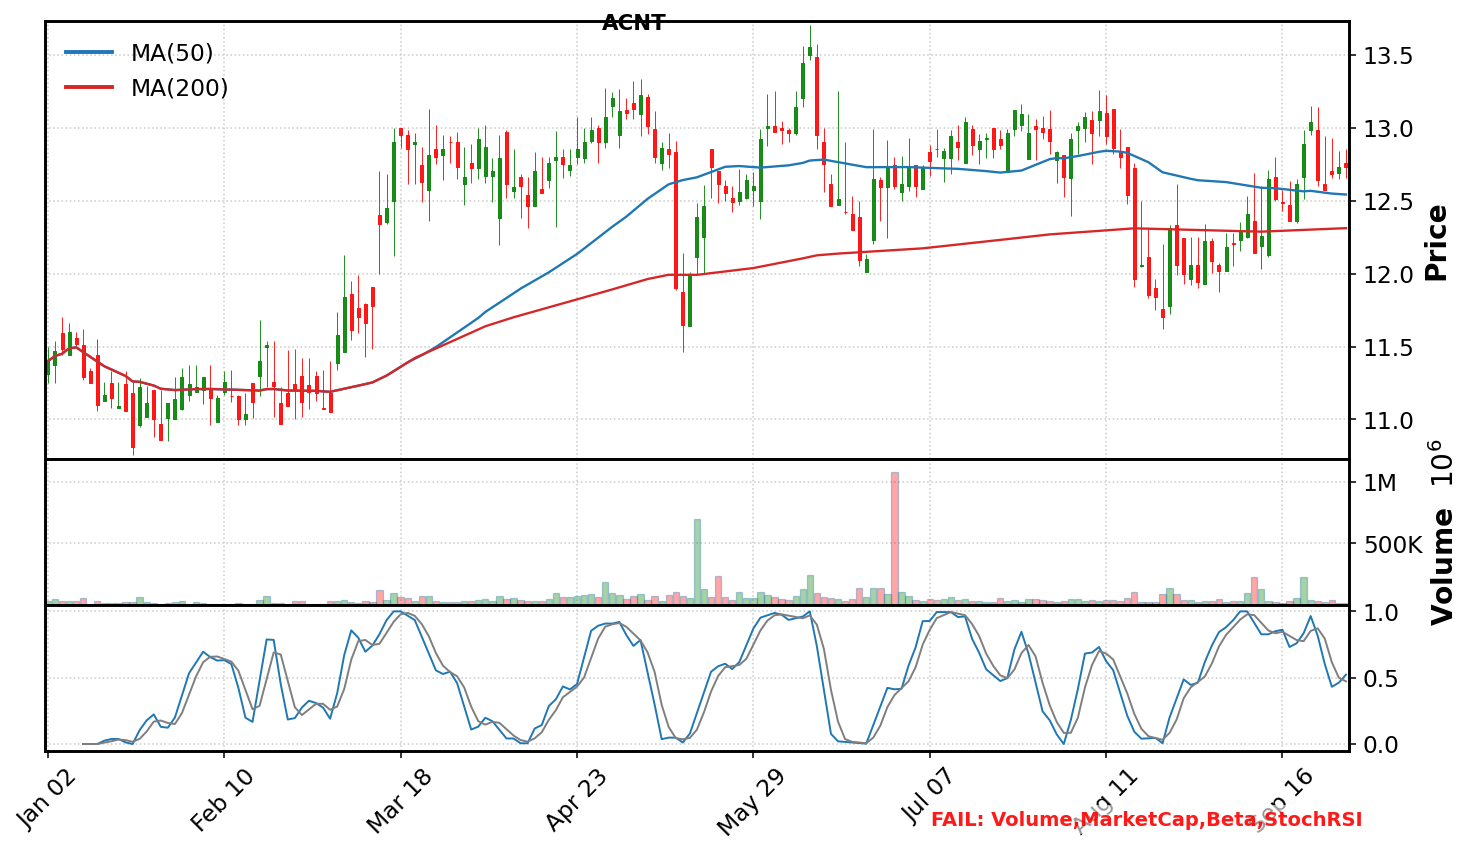 ACNT
MA(50)
MA(200)
13.5
13.0
12.5
12.0
11.5
11.0
Price
1M
500K
Volume 10^6
1.0
0.5
0.0
Jan 02
Feb 10
Mar 18
Apr 23
May 29
Jul 07
Aug 11
Sep 16
FAIL: Volume,MarketCap,Beta,StochRSI